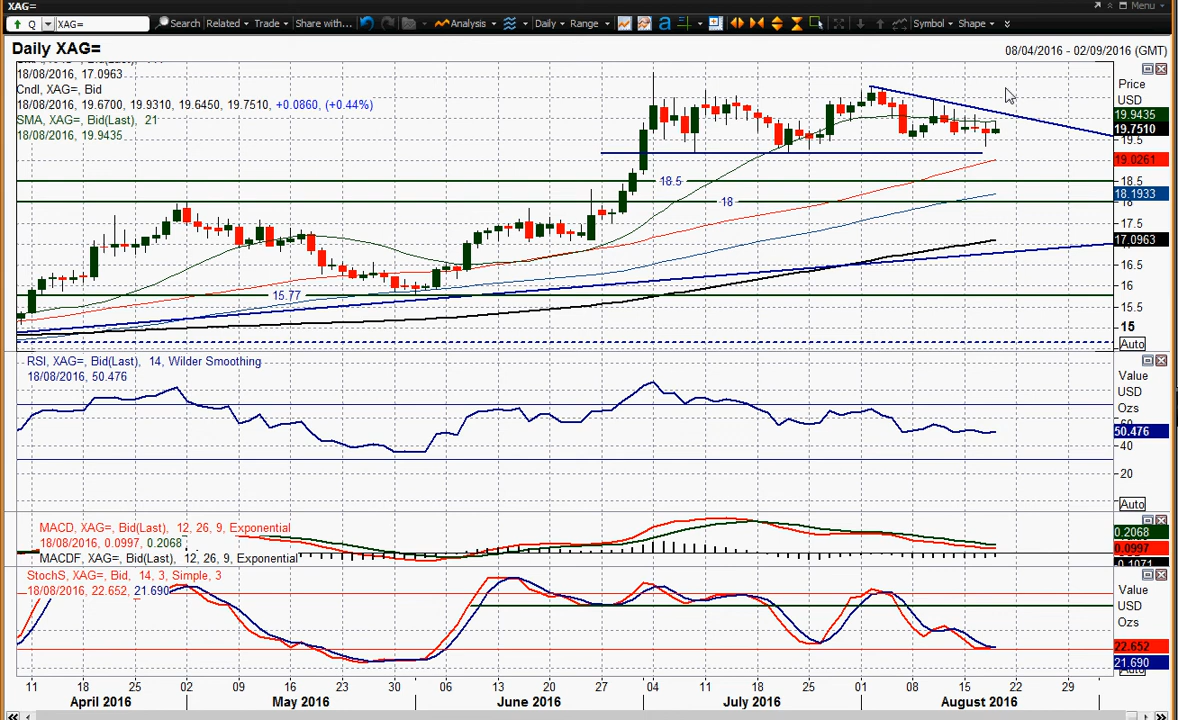 XAG=
Menu
Q XAG= Search Related Trade Share with... Analysis Daily Range a Symbol Shape
Daily XAG=
08/04/2016 - 02/09/2016 (GMT)
18/08/2016, 17.0963
Cndl, XAG=, Bid
18/08/2016, 19.6700, 19.9310, 19.6450, 19.7510, +0.0860, (+0.44%)
SMA, XAG=, Bid(Last), 21
18/08/2016, 19.9435
Price
USD
19.9435
19.7510
19.5
19.0261
18.5
18.5
18.1933
18
18
17.5
17.0963
16.5
16
15.77
15.5
15
Auto
RSI, XAG=, Bid(Last), 14, Wilder Smoothing
18/08/2016, 50.476
Value
USD
Ozs
60
50.476
40
20
Auto
MACD, XAG=, Bid(Last), 12, 26, 9, Exponential
18/08/2016, 0.0997, 0.2068
MACDF, XAG=, Bid(Last), 12, 26, 9, Exponential
0.2068
0.0997
0.1071
StochS, XAG=, Bid, 14, 3, Simple, 3
18/08/2016, 22.652, 21.690
Value
USD
Ozs
22.652
21.690
Auto
11 18 25 02 09 16 23 30 06 13 20 27 04 11 18 25 01 08 15 22 29
April 2016 May 2016 June 2016 July 2016 August 2016